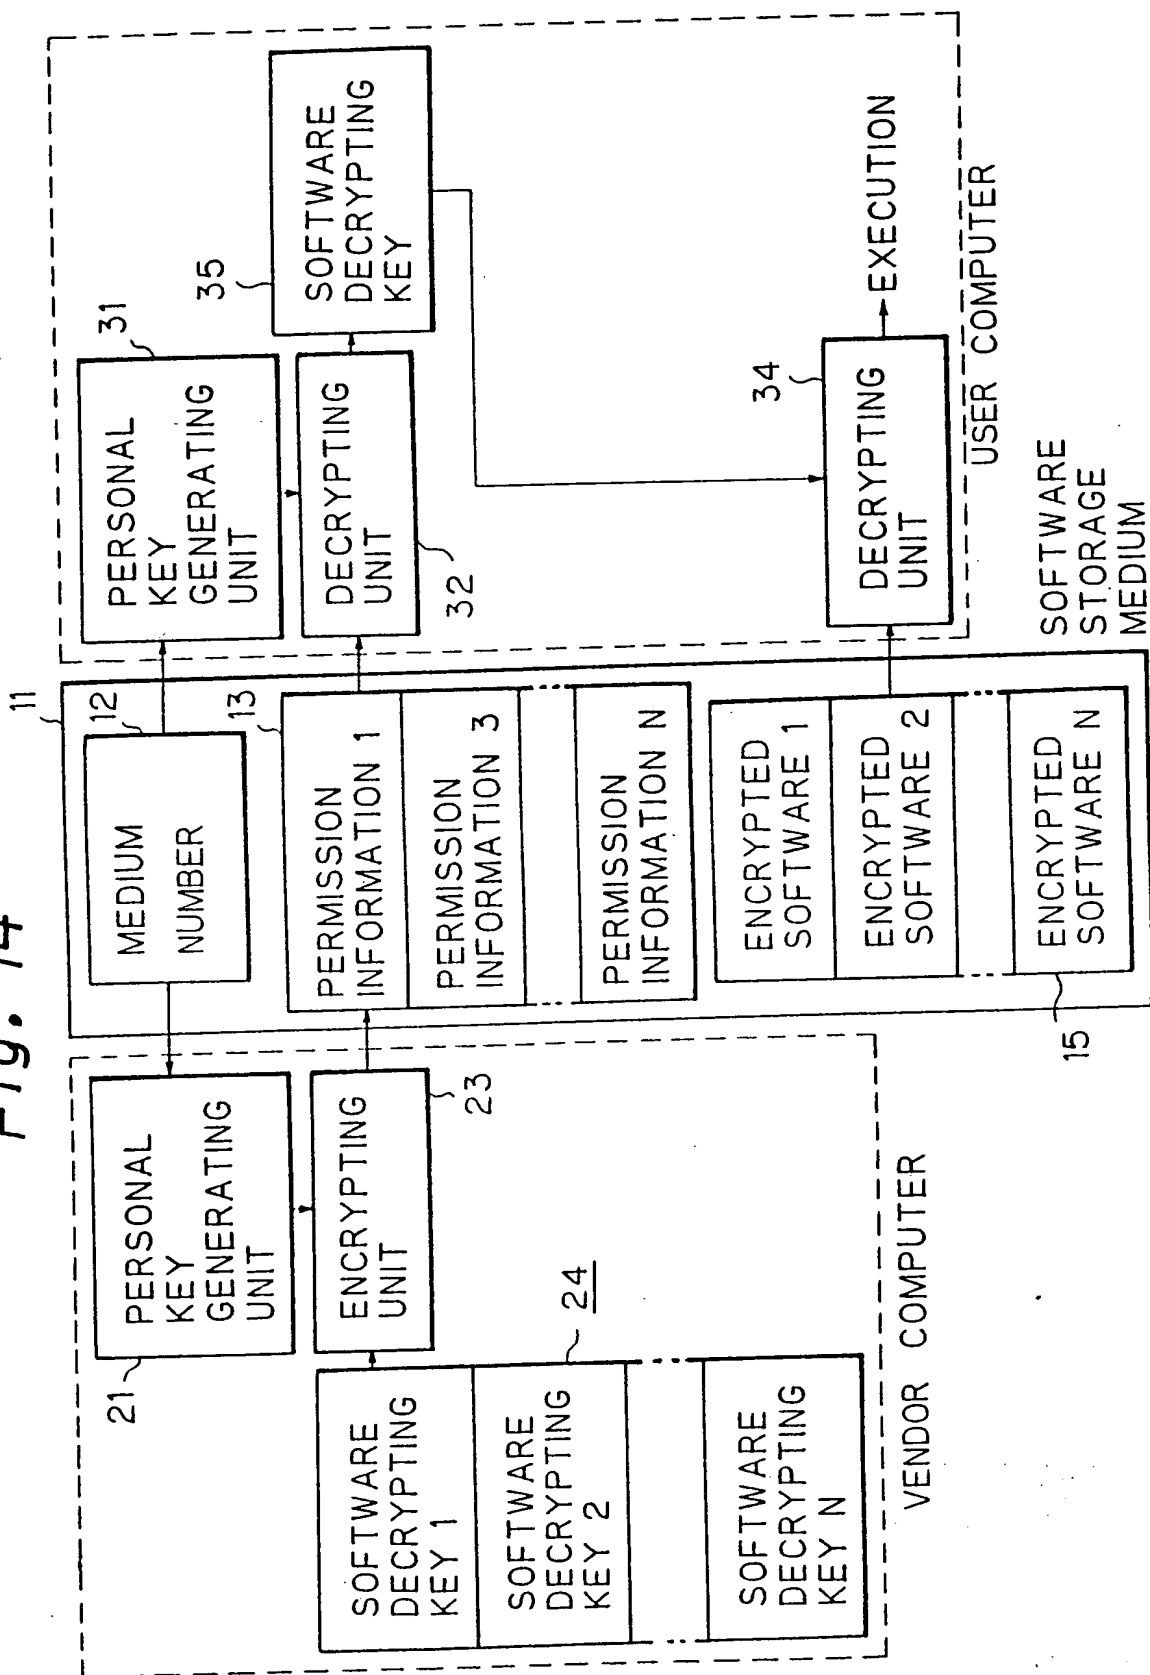 Fig. 14
VENDOR COMPUTER
21
PERSONAL
KEY
GENERATING
UNIT
ENCRYPTING
UNIT
23
SOFTWARE
DECRYPTING
KEY 1
SOFTWARE
DECRYPTING
KEY 2
SOFTWARE
DECRYPTING
KEY N
24
11
12
MEDIUM
NUMBER
13
PERMISSION
INFORMATION 1
PERMISSION
INFORMATION 3
PERMISSION
INFORMATION N
ENCRYPTED
SOFTWARE 1
ENCRYPTED
SOFTWARE 2
ENCRYPTED
SOFTWARE N
15
SOFTWARE
STORAGE
MEDIUM
31
PERSONAL
KEY
GENERATING
UNIT
DECRYPTING
UNIT
32
35
SOFTWARE
DECRYPTING
KEY
34
DECRYPTING
UNIT
EXECUTION
USER COMPUTER